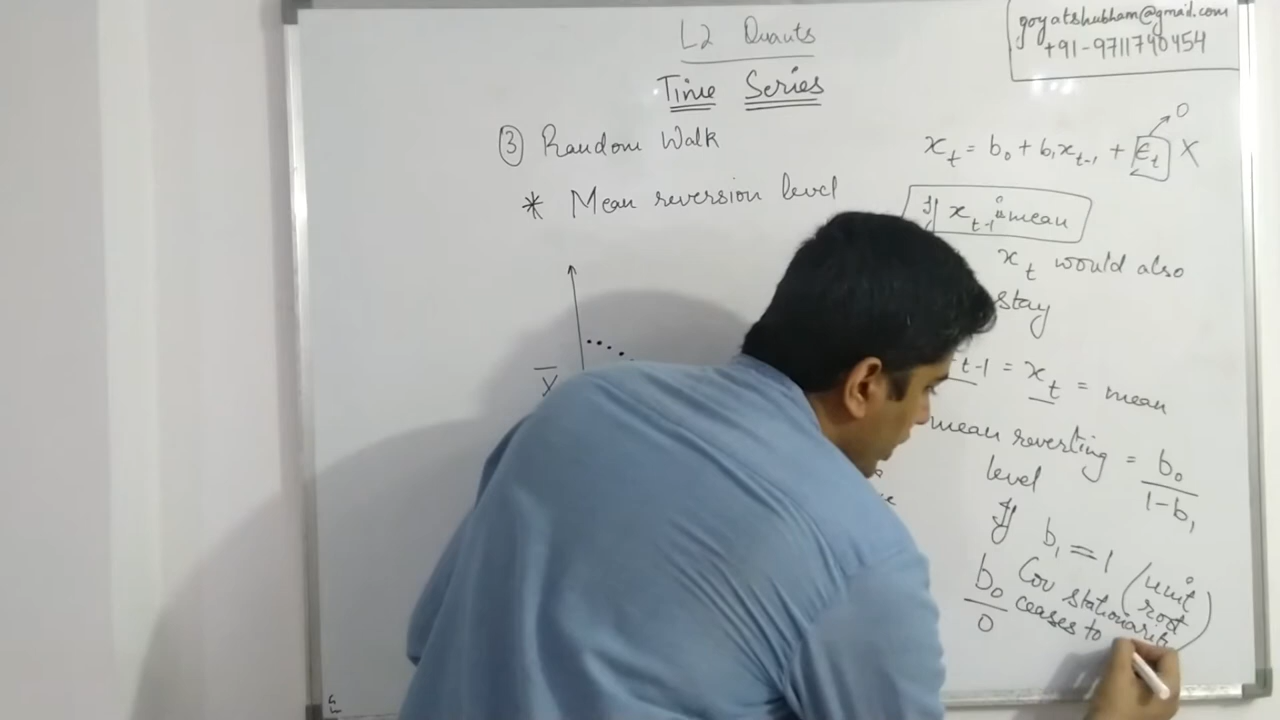 L2 Quants
Time Series
goyatshubham@gmail.com
+91-9711740454
③ Random Walk
* Mean reversion level
X̅
xₜ = b₀ + b₁xₜ₋₁ + εₜ X
0
If xₜ₋₁ is mean
xₜ would also
stay
t-1 = xₜ = mean
mean reverting = b₀/(1-b₁)
level
If b₁ = 1 (unit root)
b₀/0
Cov stationarity
ceases to